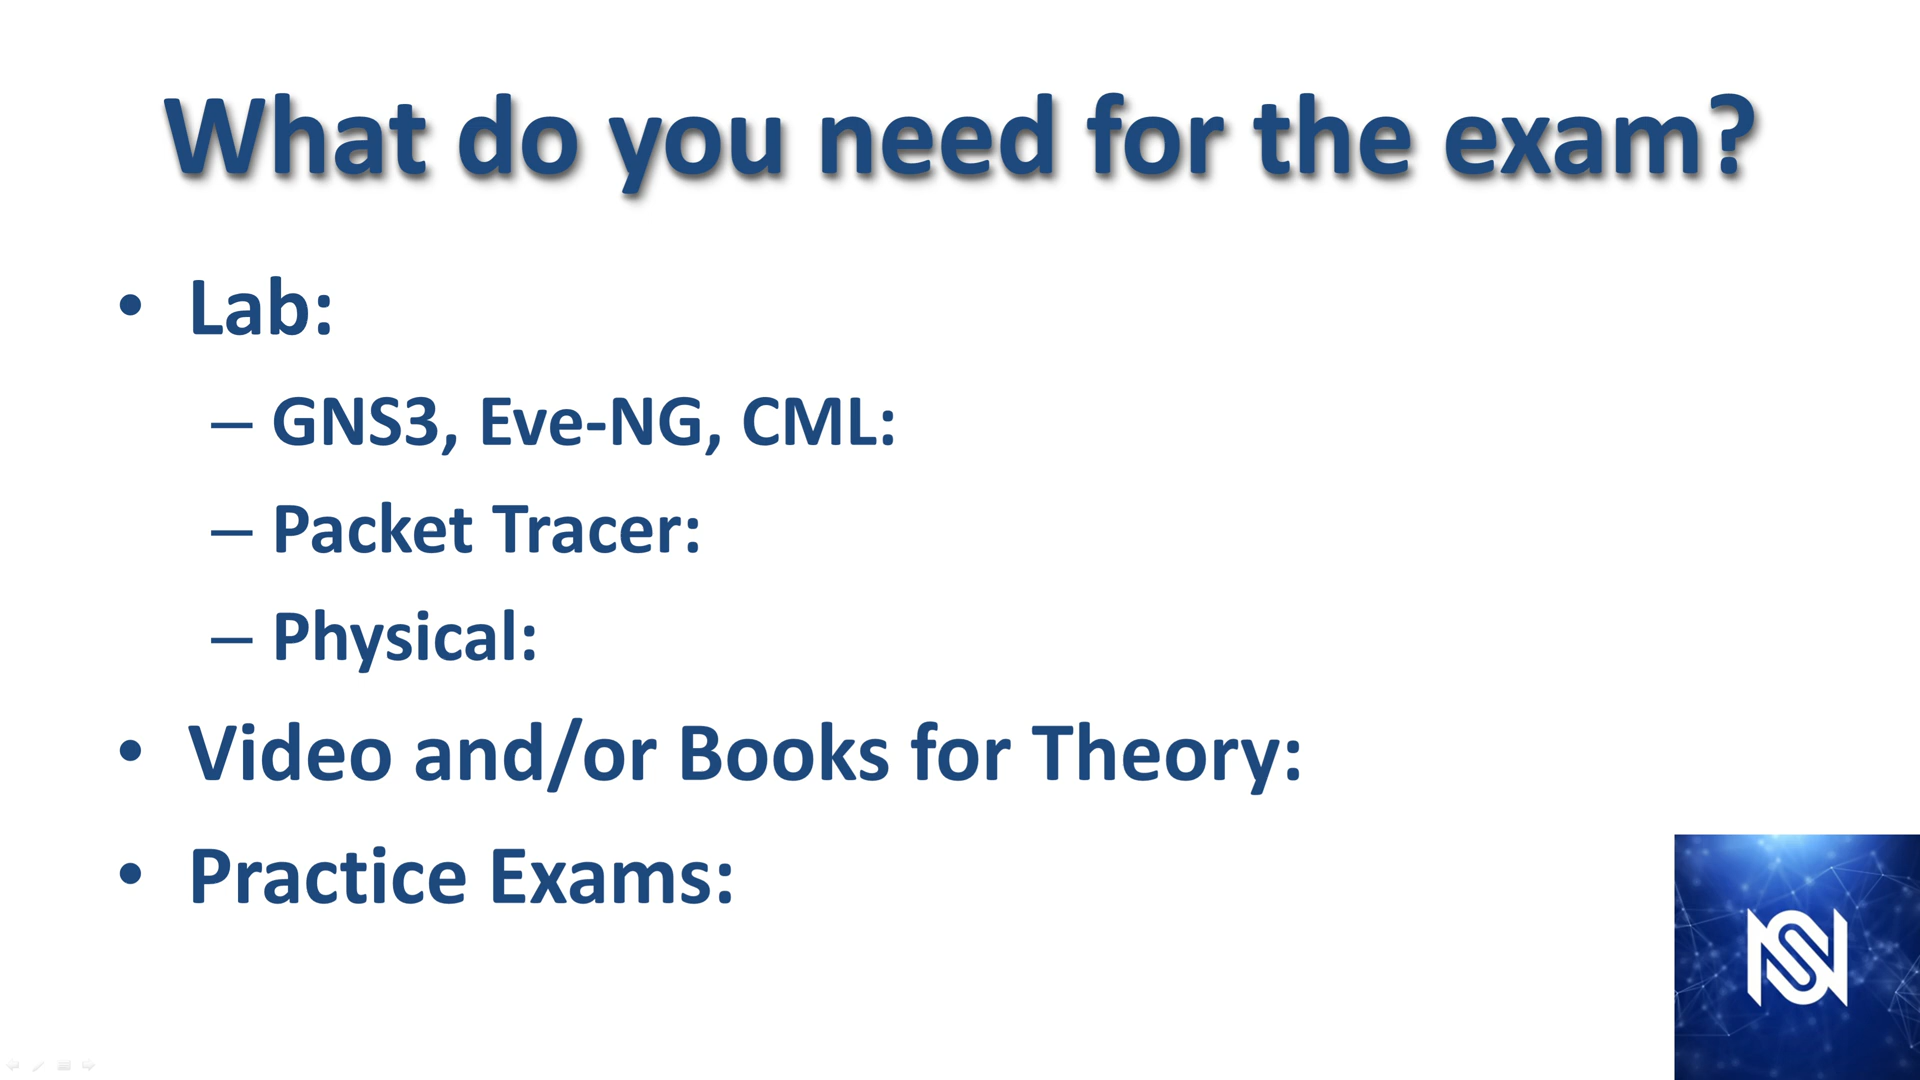 What do you need for the exam?
• Lab:
– GNS3, Eve-NG, CML:
– Packet Tracer:
– Physical:
• Video and/or Books for Theory:
• Practice Exams: